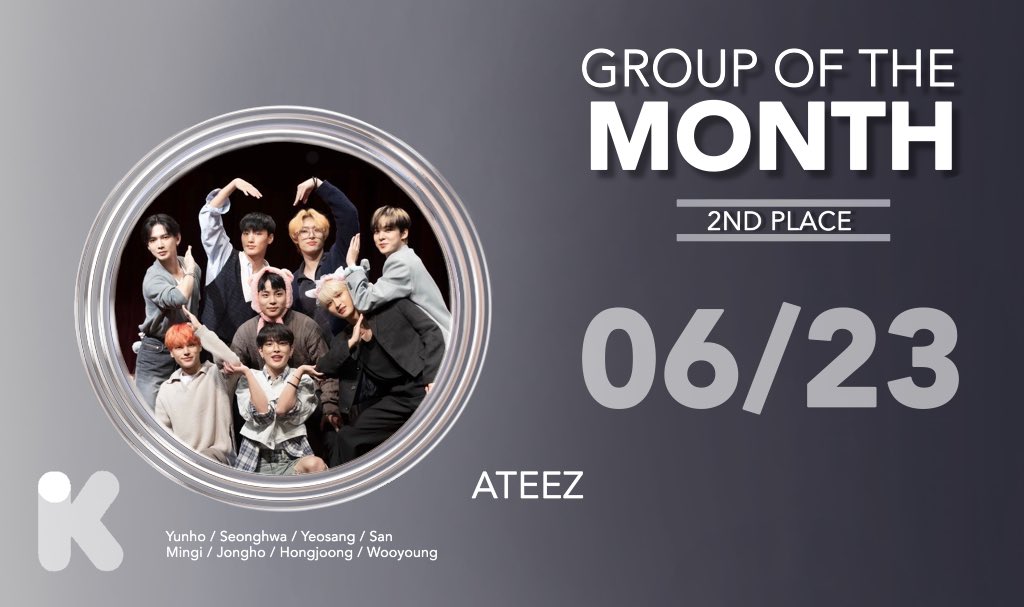 GROUP OF THE
MONTH
2ND PLACE
06/23
ATEEZ
K
Yunho / Seonghwa / Yeosang / San
Mingi / Jongho / Hongjoong / Wooyoung